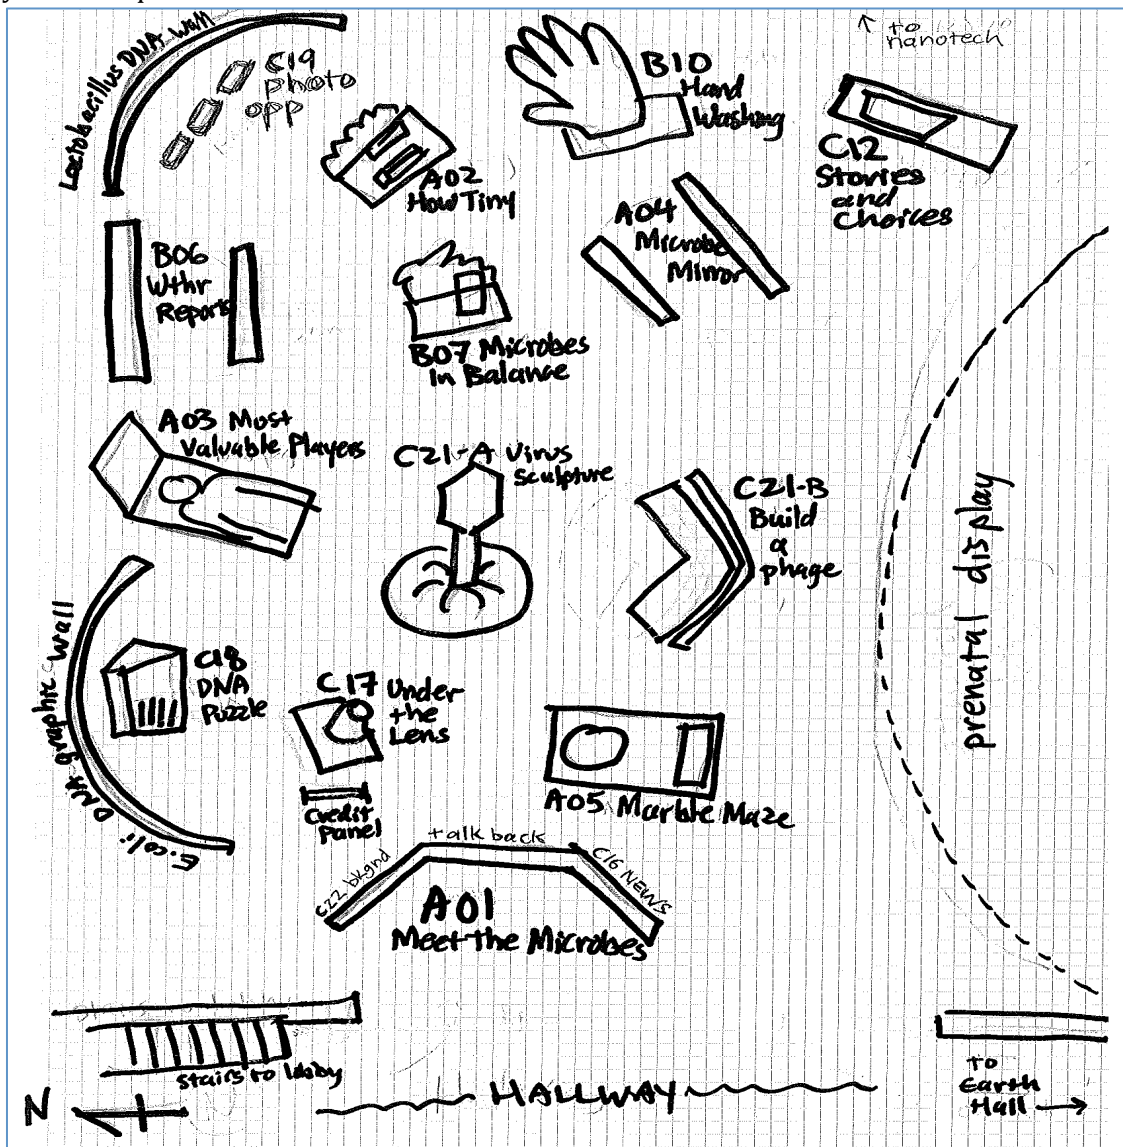 Lactobacillus DNA wall
C19
photo
opp
B10
Hand
Washing
↑ to
nanotech
A02
How Tiny
C12
Stories
and
Choices
A04
Microbe
Mirror
B06
Wthr
Reports
B07 Microbes
In Balance
A03 Most
Valuable Players
C21-A Virus
Sculpture
C21-B
Build
a
phage
prenatal display
E.coli DNA graphic wall
C18
DNA
Puzzle
C17 Under
the
Lens
Credit
Panel
A05 Marble Maze
C22 bkgnd
talk back
C16 NEWS
A01
Meet The Microbes
stairs to lobby
N
HALLWAY
To
Earth
Hall →